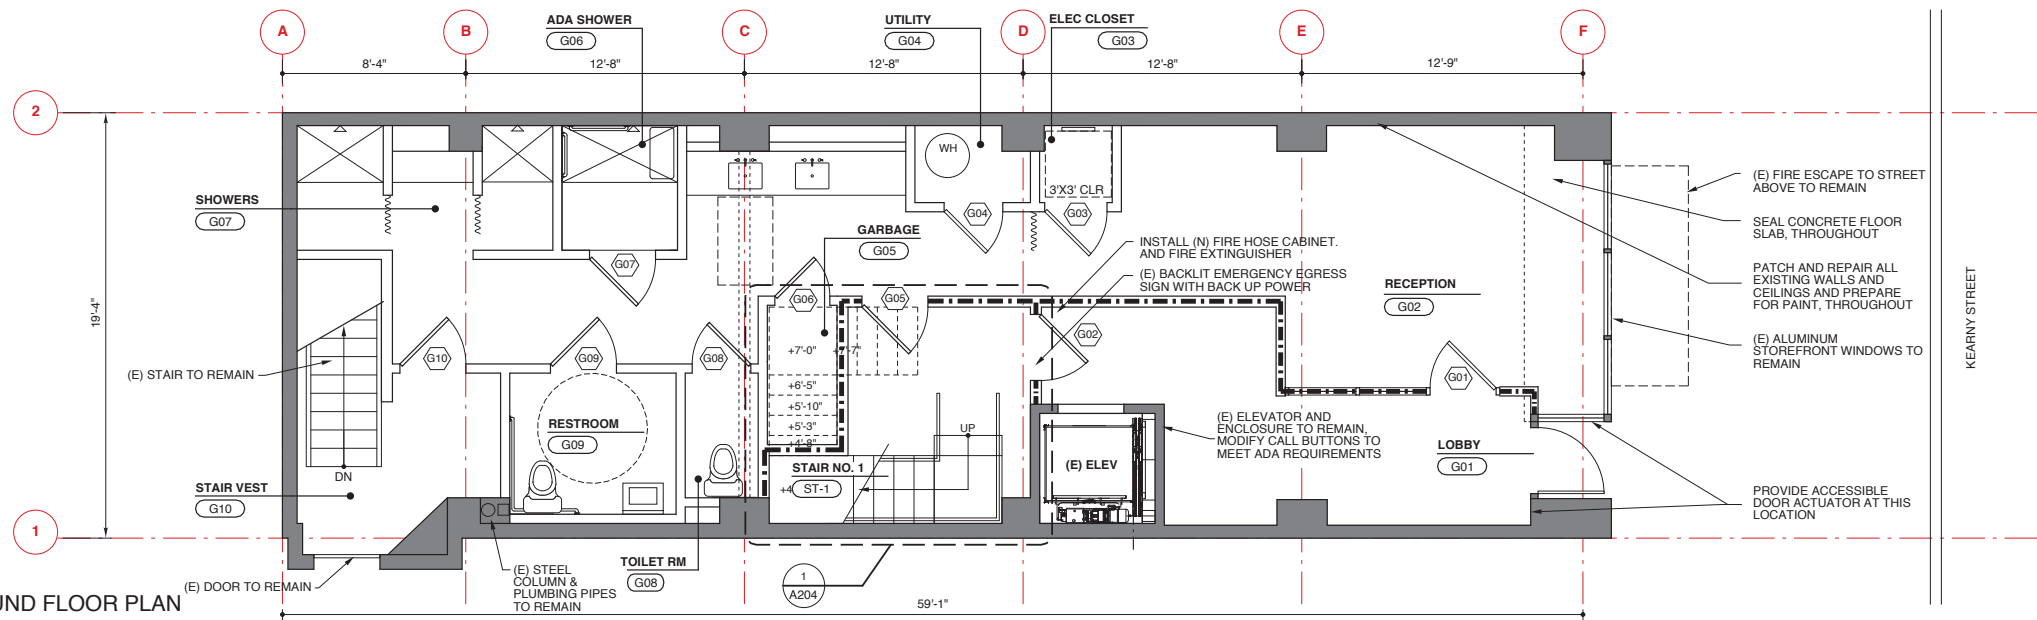 ADA SHOWER
G06
UTILITY
G04
ELEC CLOSET
G03
A
B
C
D
E
F
8'-4"
12'-8"
12'-8"
12'-8"
12'-9"
2
WH
3'X3' CLR
G04
G03
SHOWERS
G07
GARBAGE
G05
G07
INSTALL (N) FIRE HOSE CABINET.
AND FIRE EXTINGUISHER
(E) BACKLIT EMERGENCY EGRESS
SIGN WITH BACK UP POWER
RECEPTION
G02
(E) FIRE ESCAPE TO STREET
ABOVE TO REMAIN
SEAL CONCRETE FLOOR
SLAB, THROUGHOUT
PATCH AND REPAIR ALL
EXISTING WALLS AND
CEILINGS AND PREPARE
FOR PAINT, THROUGHOUT
(E) ALUMINUM
STOREFRONT WINDOWS TO
REMAIN
KEARNY STREET
19'-4"
G06
G05
G02
G10
G09
G08
G01
+7'-0"
+7'-7"
+6'-5"
+5'-10"
+5'-3"
+4'-8"
(E) STAIR TO REMAIN
DN
RESTROOM
G09
UP
STAIR NO. 1
+4
ST-1
(E) ELEV
(E) ELEVATOR AND
ENCLOSURE TO REMAIN,
MODIFY CALL BUTTONS TO
MEET ADA REQUIREMENTS
LOBBY
G01
STAIR VEST
G10
PROVIDE ACCESSIBLE
DOOR ACTUATOR AT THIS
LOCATION
1
(E) DOOR TO REMAIN
(E) STEEL
COLUMN &
PLUMBING PIPES
TO REMAIN
TOILET RM
G08
1
A204
59'-1"
UND FLOOR PLAN